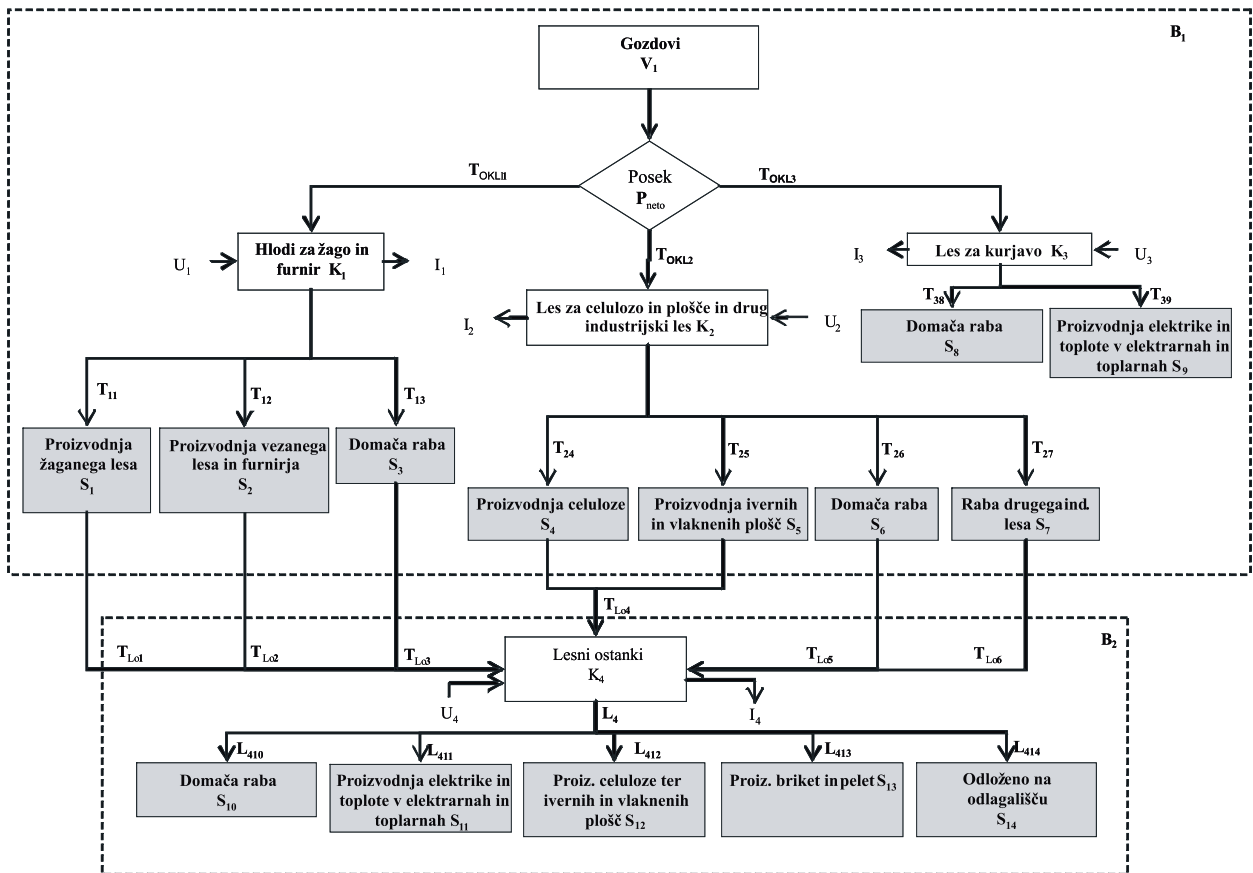 B1
Gozdovi
V1
TOKL11
TOKL3
Posek
Pneto
Hlodi za žago in
furnir K1
U1
I1
TOKL2
Les za kurjavo K3
I3
U3
Les za celulozo in plošče in drug
industrijski les K2
I2
U2
T38
T39
Domača raba
S8
Proizvodnja elektrike in
toplote v elektrarnah in
toplarnah S9
T11
T12
T13
Proizvodnja
žaganega lesa
S1
Proizvodnja vezanega
lesa in furnirja
S2
Domača raba
S3
T24
T25
T26
T27
Proizvodnja celuloze
S4
Proizvodnja ivernih
in vlaknenih plošč S5
Domača raba
S6
Raba drugega ind.
lesa S7
TLo4
B2
TLo1
TLo2
TLo3
Lesni ostanki
K4
TLo5
TLo6
U4
I4
L4
L410
L411
L412
L413
L414
Domača raba
S10
Proizvodnja elektrike in
toplote v elektrarnah in
toplarnah S11
Proiz. celuloze ter
ivernih in vlaknenih
plošč S12
Proiz. briket in pelet S13
Odloženo na
odlagališču
S14